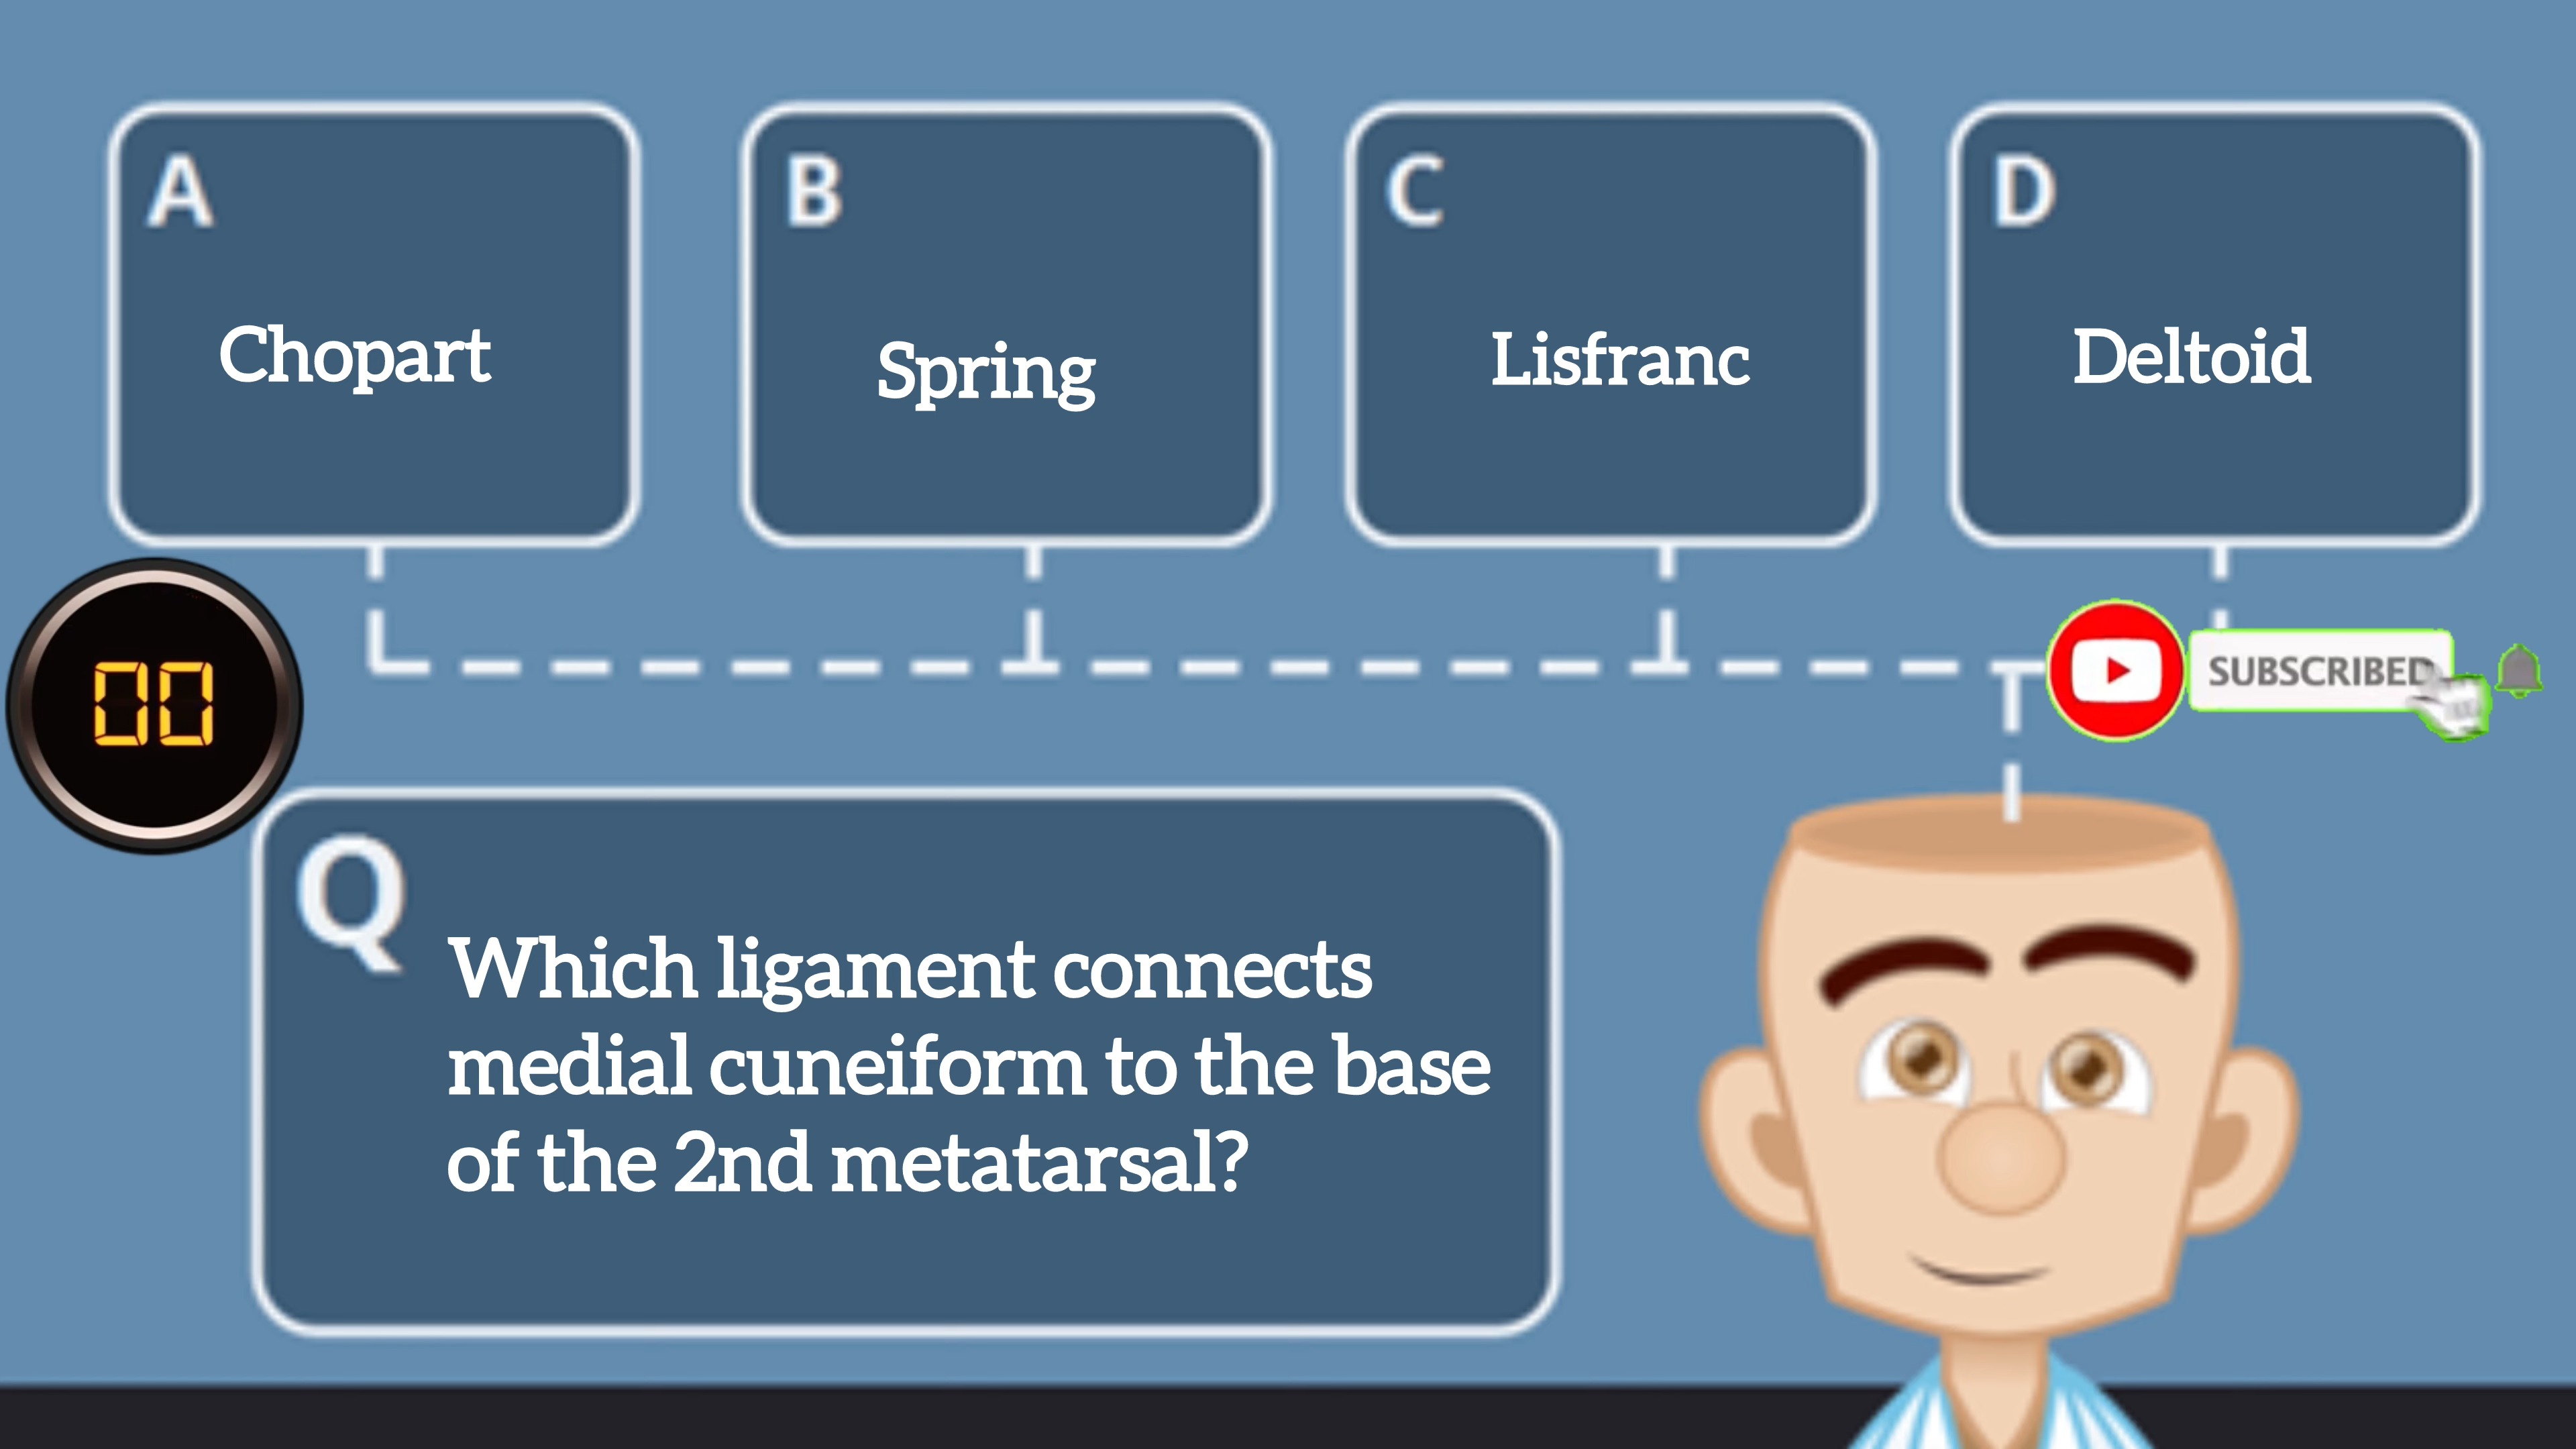 A
Chopart
B
Spring
C
Lisfranc
D
Deltoid
00
SUBSCRIBED
Q
Which ligament connects
medial cuneiform to the base
of the 2nd metatarsal?